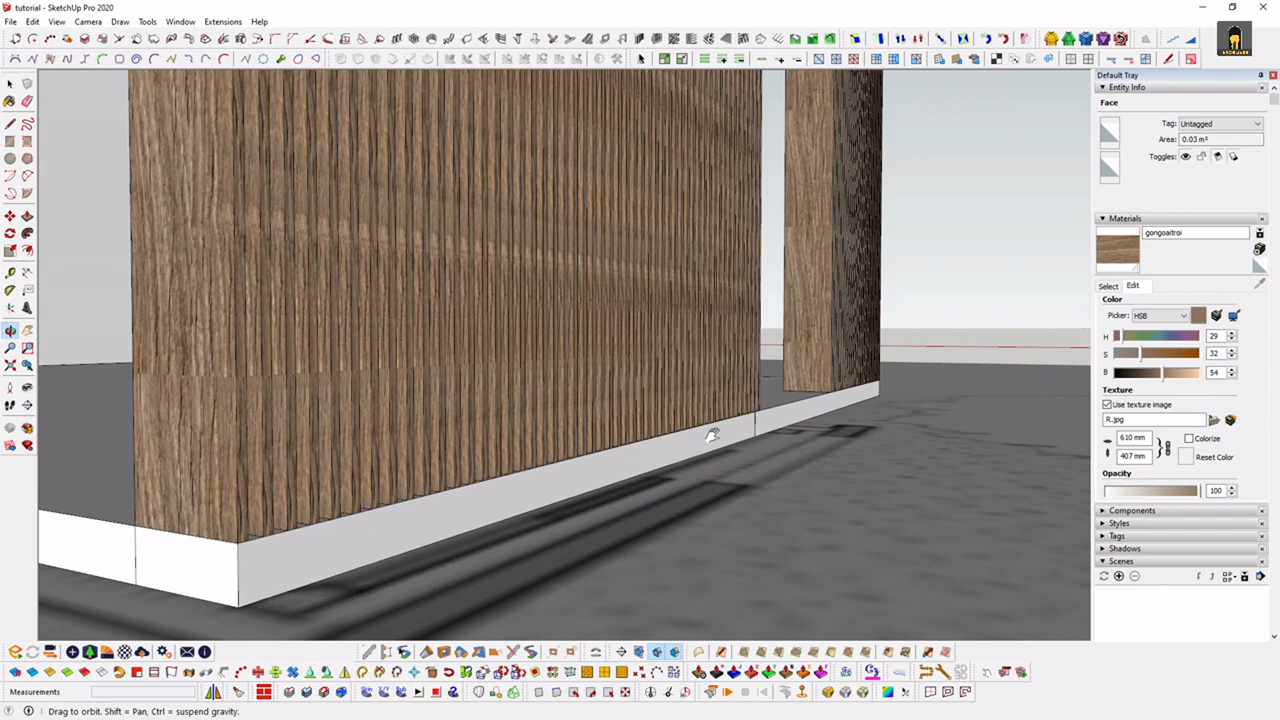 tutorial - SketchUp Pro 2020
File Edit View Camera Draw Tools Window Extensions Help
Default Tray
Entity Info
Face
Tag: Untagged
Area: 0.03 m²
Toggles:
Materials
gongoaitroi
Select Edit
Color
Picker: HSB
H 29
S 32
B 54
Texture
Use texture image
R.jpg
610 mm Colorize
407 mm Reset Color
Opacity
100
Components
Styles
Tags
Shadows
Scenes
Measurements
Drag to orbit. Shift = Pan, Ctrl = suspend gravity.